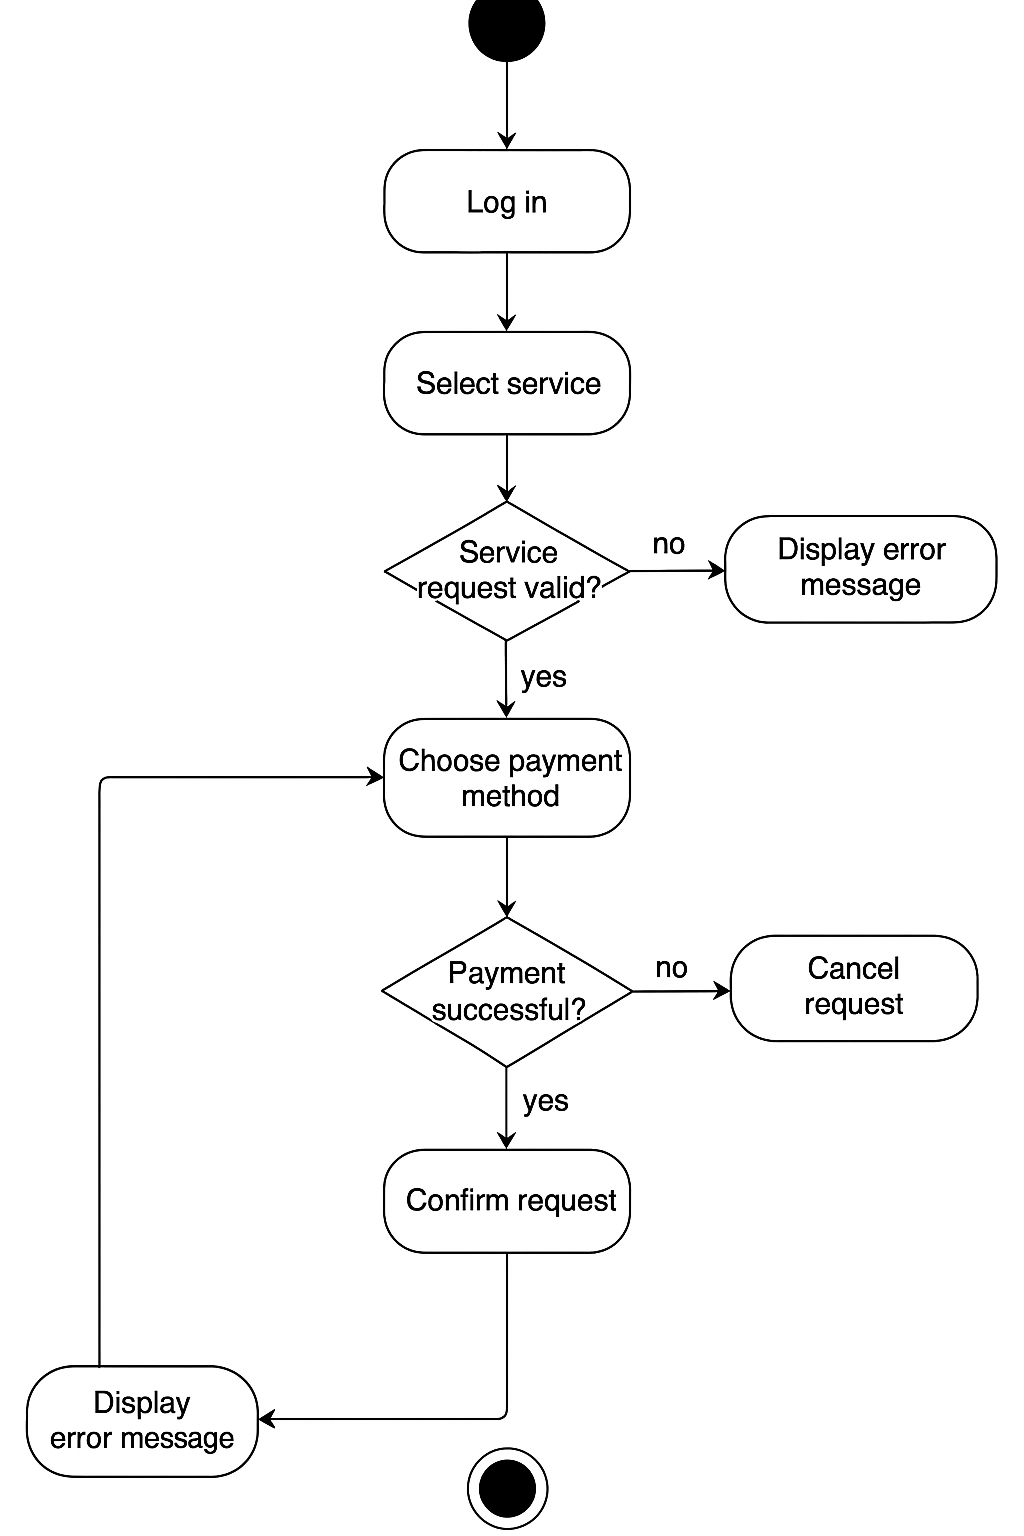 Log in
Select service
Service
request valid?
no
Display error
message
yes
Choose payment
method
Payment
successful?
no
Cancel
request
yes
Confirm request
Display
error message